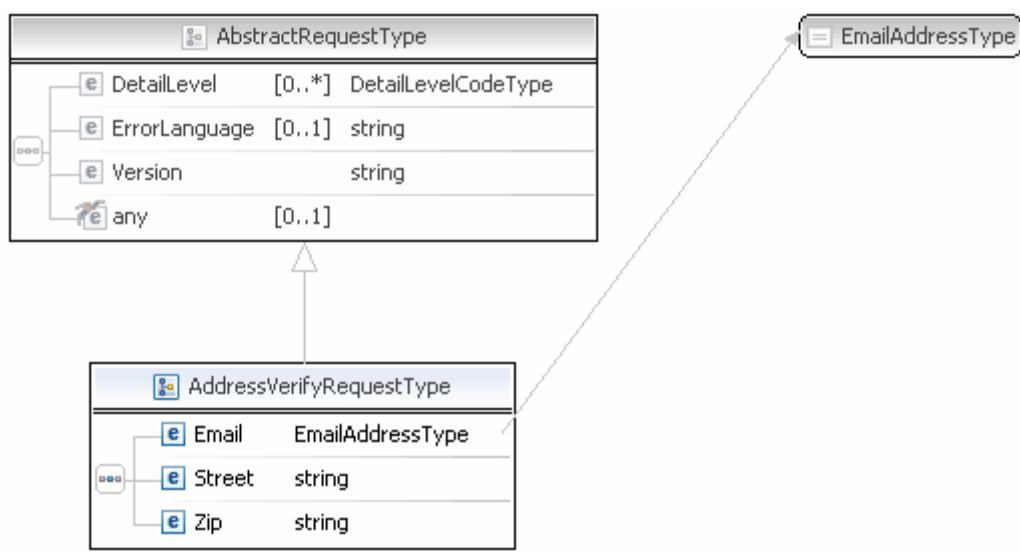 AbstractRequestType
EmailAddressType
e DetailLevel [0..*] DetailLevelCodeType
e ErrorLanguage [0..1] string
e Version string
e any [0..1]
AddressVerifyRequestType
e Email EmailAddressType
e Street string
e Zip string